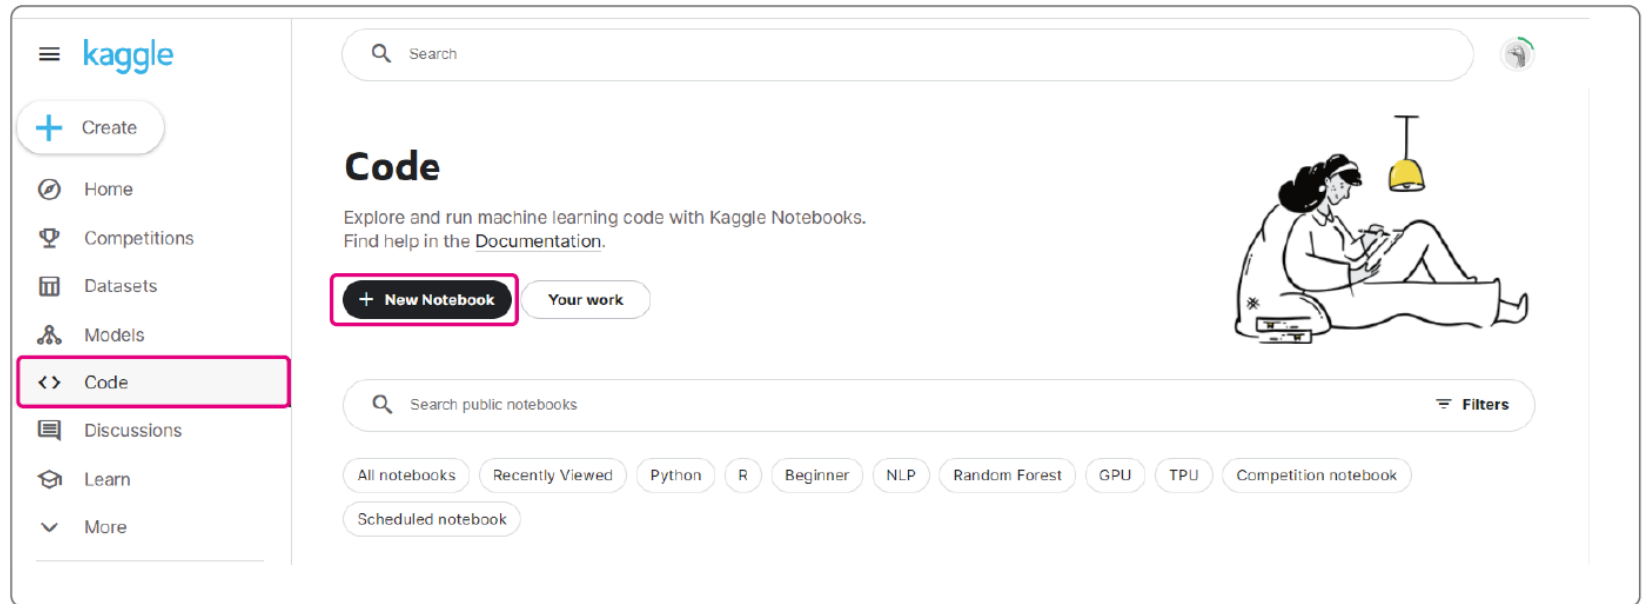 kaggle
Search
Create
Home
Competitions
Datasets
Models
Code
Discussions
Learn
More
Code
Explore and run machine learning code with Kaggle Notebooks.
Find help in the Documentation.
+ New Notebook
Your work
Search public notebooks
Filters
All notebooks
Recently Viewed
Python
R
Beginner
NLP
Random Forest
GPU
TPU
Competition notebook
Scheduled notebook